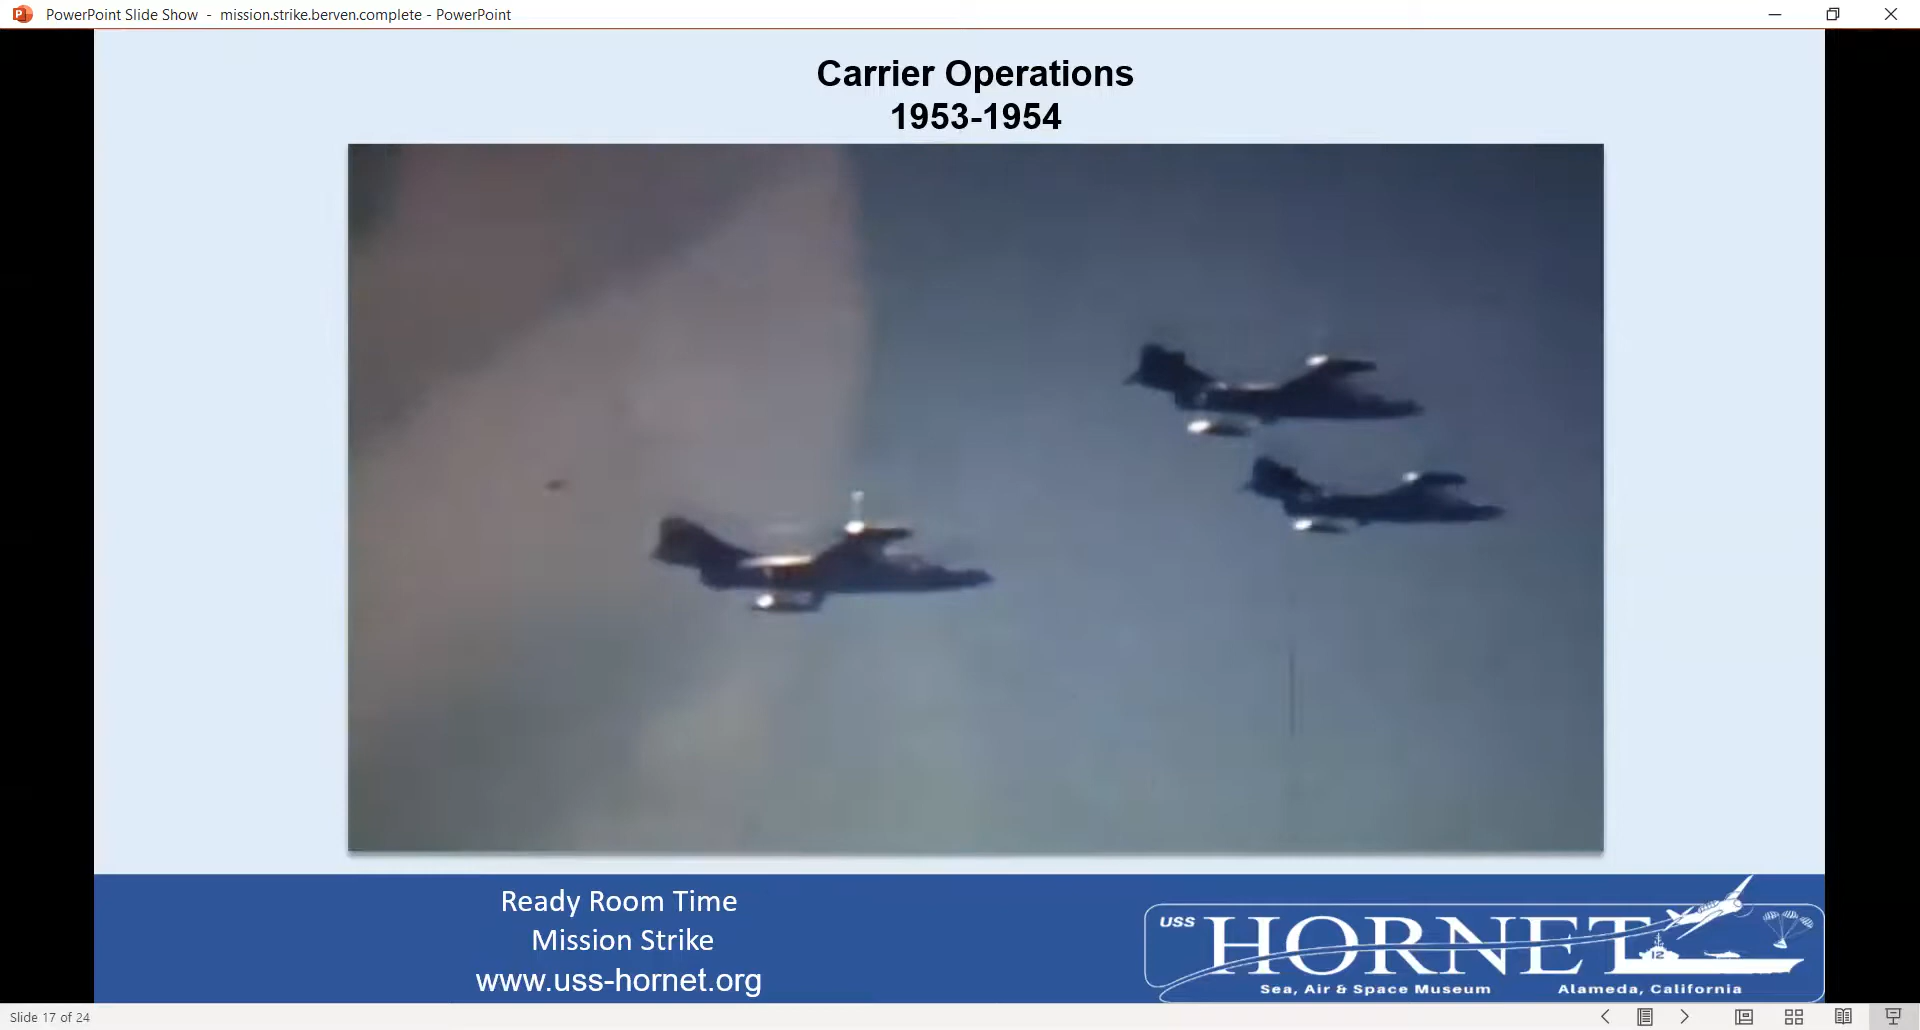 PowerPoint Slide Show - mission.strike.berven.complete - PowerPoint
Carrier Operations
1953-1954
Ready Room Time
Mission Strike
www.uss-hornet.org
USS HORNET
12
Sea, Air & Space Museum Alameda, California
Slide 17 of 24